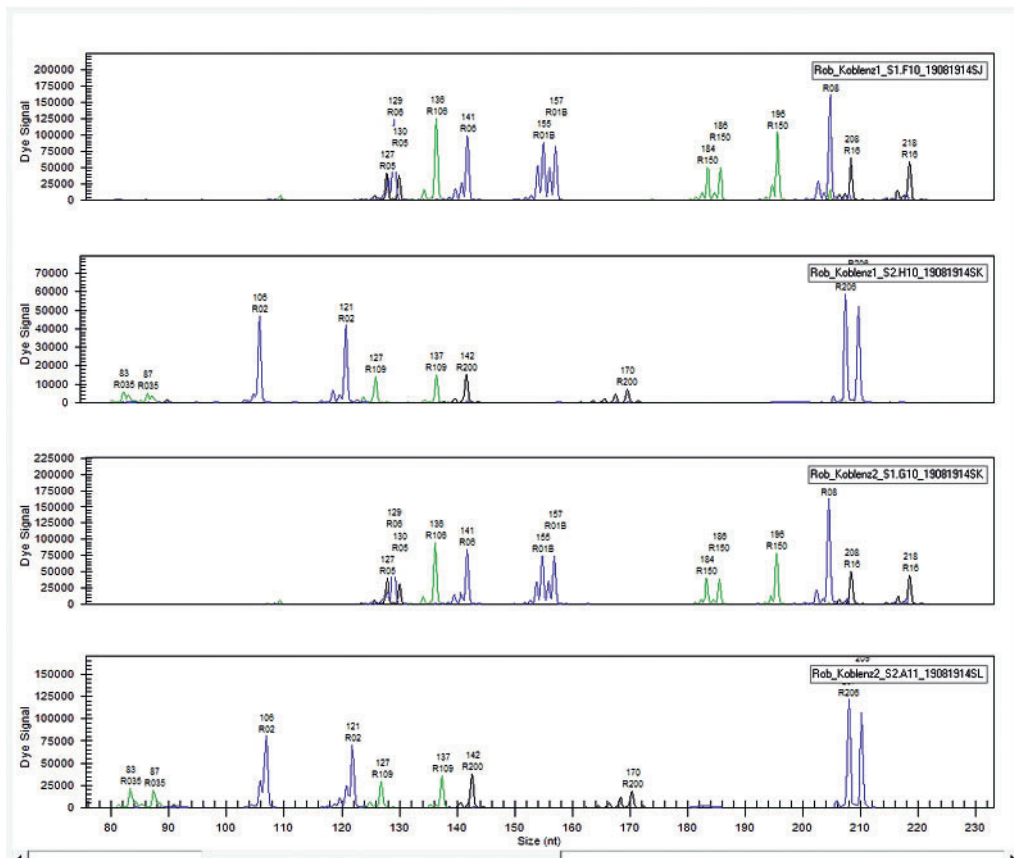 Rob_Koblenz1_S1.F10_19081914SJ
Dye Signal
200000
175000
150000
125000
100000
75000
50000
25000
0
127
R05
129
R06
130
R05
136
R106
141
R06
155
R01B
157
R01B
184
R150
186
R150
196
R150
R08
208
R16
218
R16
Rob_Koblenz1_S2.H10_19081914SK
Dye Signal
70000
60000
50000
40000
30000
20000
10000
0
83
R035
87
R035
106
R02
121
R02
127
R109
137
R109
142
R200
170
R200
R206
Rob_Koblenz2_S1.G10_19081914SK
Dye Signal
225000
200000
175000
150000
125000
100000
75000
50000
25000
0
127
R05
129
R06
130
R05
136
R106
141
R06
155
R01B
157
R01B
184
R150
186
R150
196
R150
R08
208
R16
218
R16
Rob_Koblenz2_S2.A11_19081914SL
Dye Signal
150000
125000
100000
75000
50000
25000
0
83
R035
87
R035
106
R02
121
R02
127
R109
137
R109
142
R200
170
R200
R206
80 90 100 110 120 130 140 150 160 170 180 190 200 210 220 230
Size (nt)